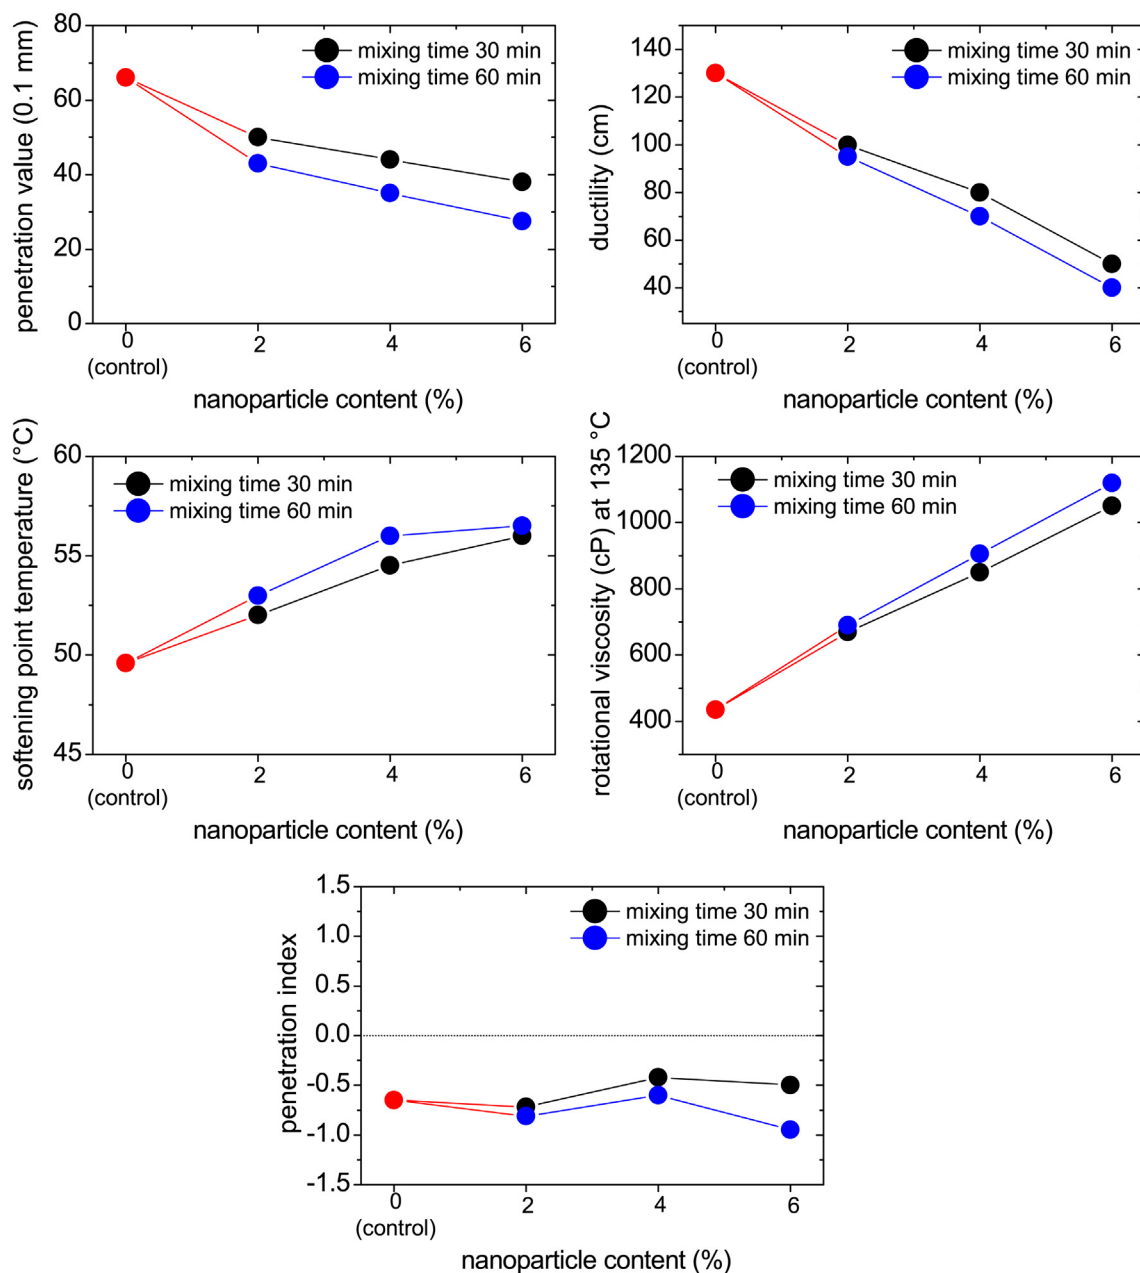 penetration value (0.1 mm)
80
60
40
20
0
mixing time 30 min
mixing time 60 min
0
2
4
6
(control)
nanoparticle content (%)
ductility (cm)
140
120
100
80
60
40
mixing time 30 min
mixing time 60 min
0
2
4
6
(control)
nanoparticle content (%)
softening point temperature (°C)
60
55
50
45
mixing time 30 min
mixing time 60 min
0
2
4
6
(control)
nanoparticle content (%)
rotational viscosity (cP) at 135 °C
1200
1000
800
600
400
mixing time 30 min
mixing time 60 min
0
2
4
6
(control)
nanoparticle content (%)
penetration index
1.5
1.0
0.5
0.0
-0.5
-1.0
-1.5
mixing time 30 min
mixing time 60 min
0
2
4
6
(control)
nanoparticle content (%)